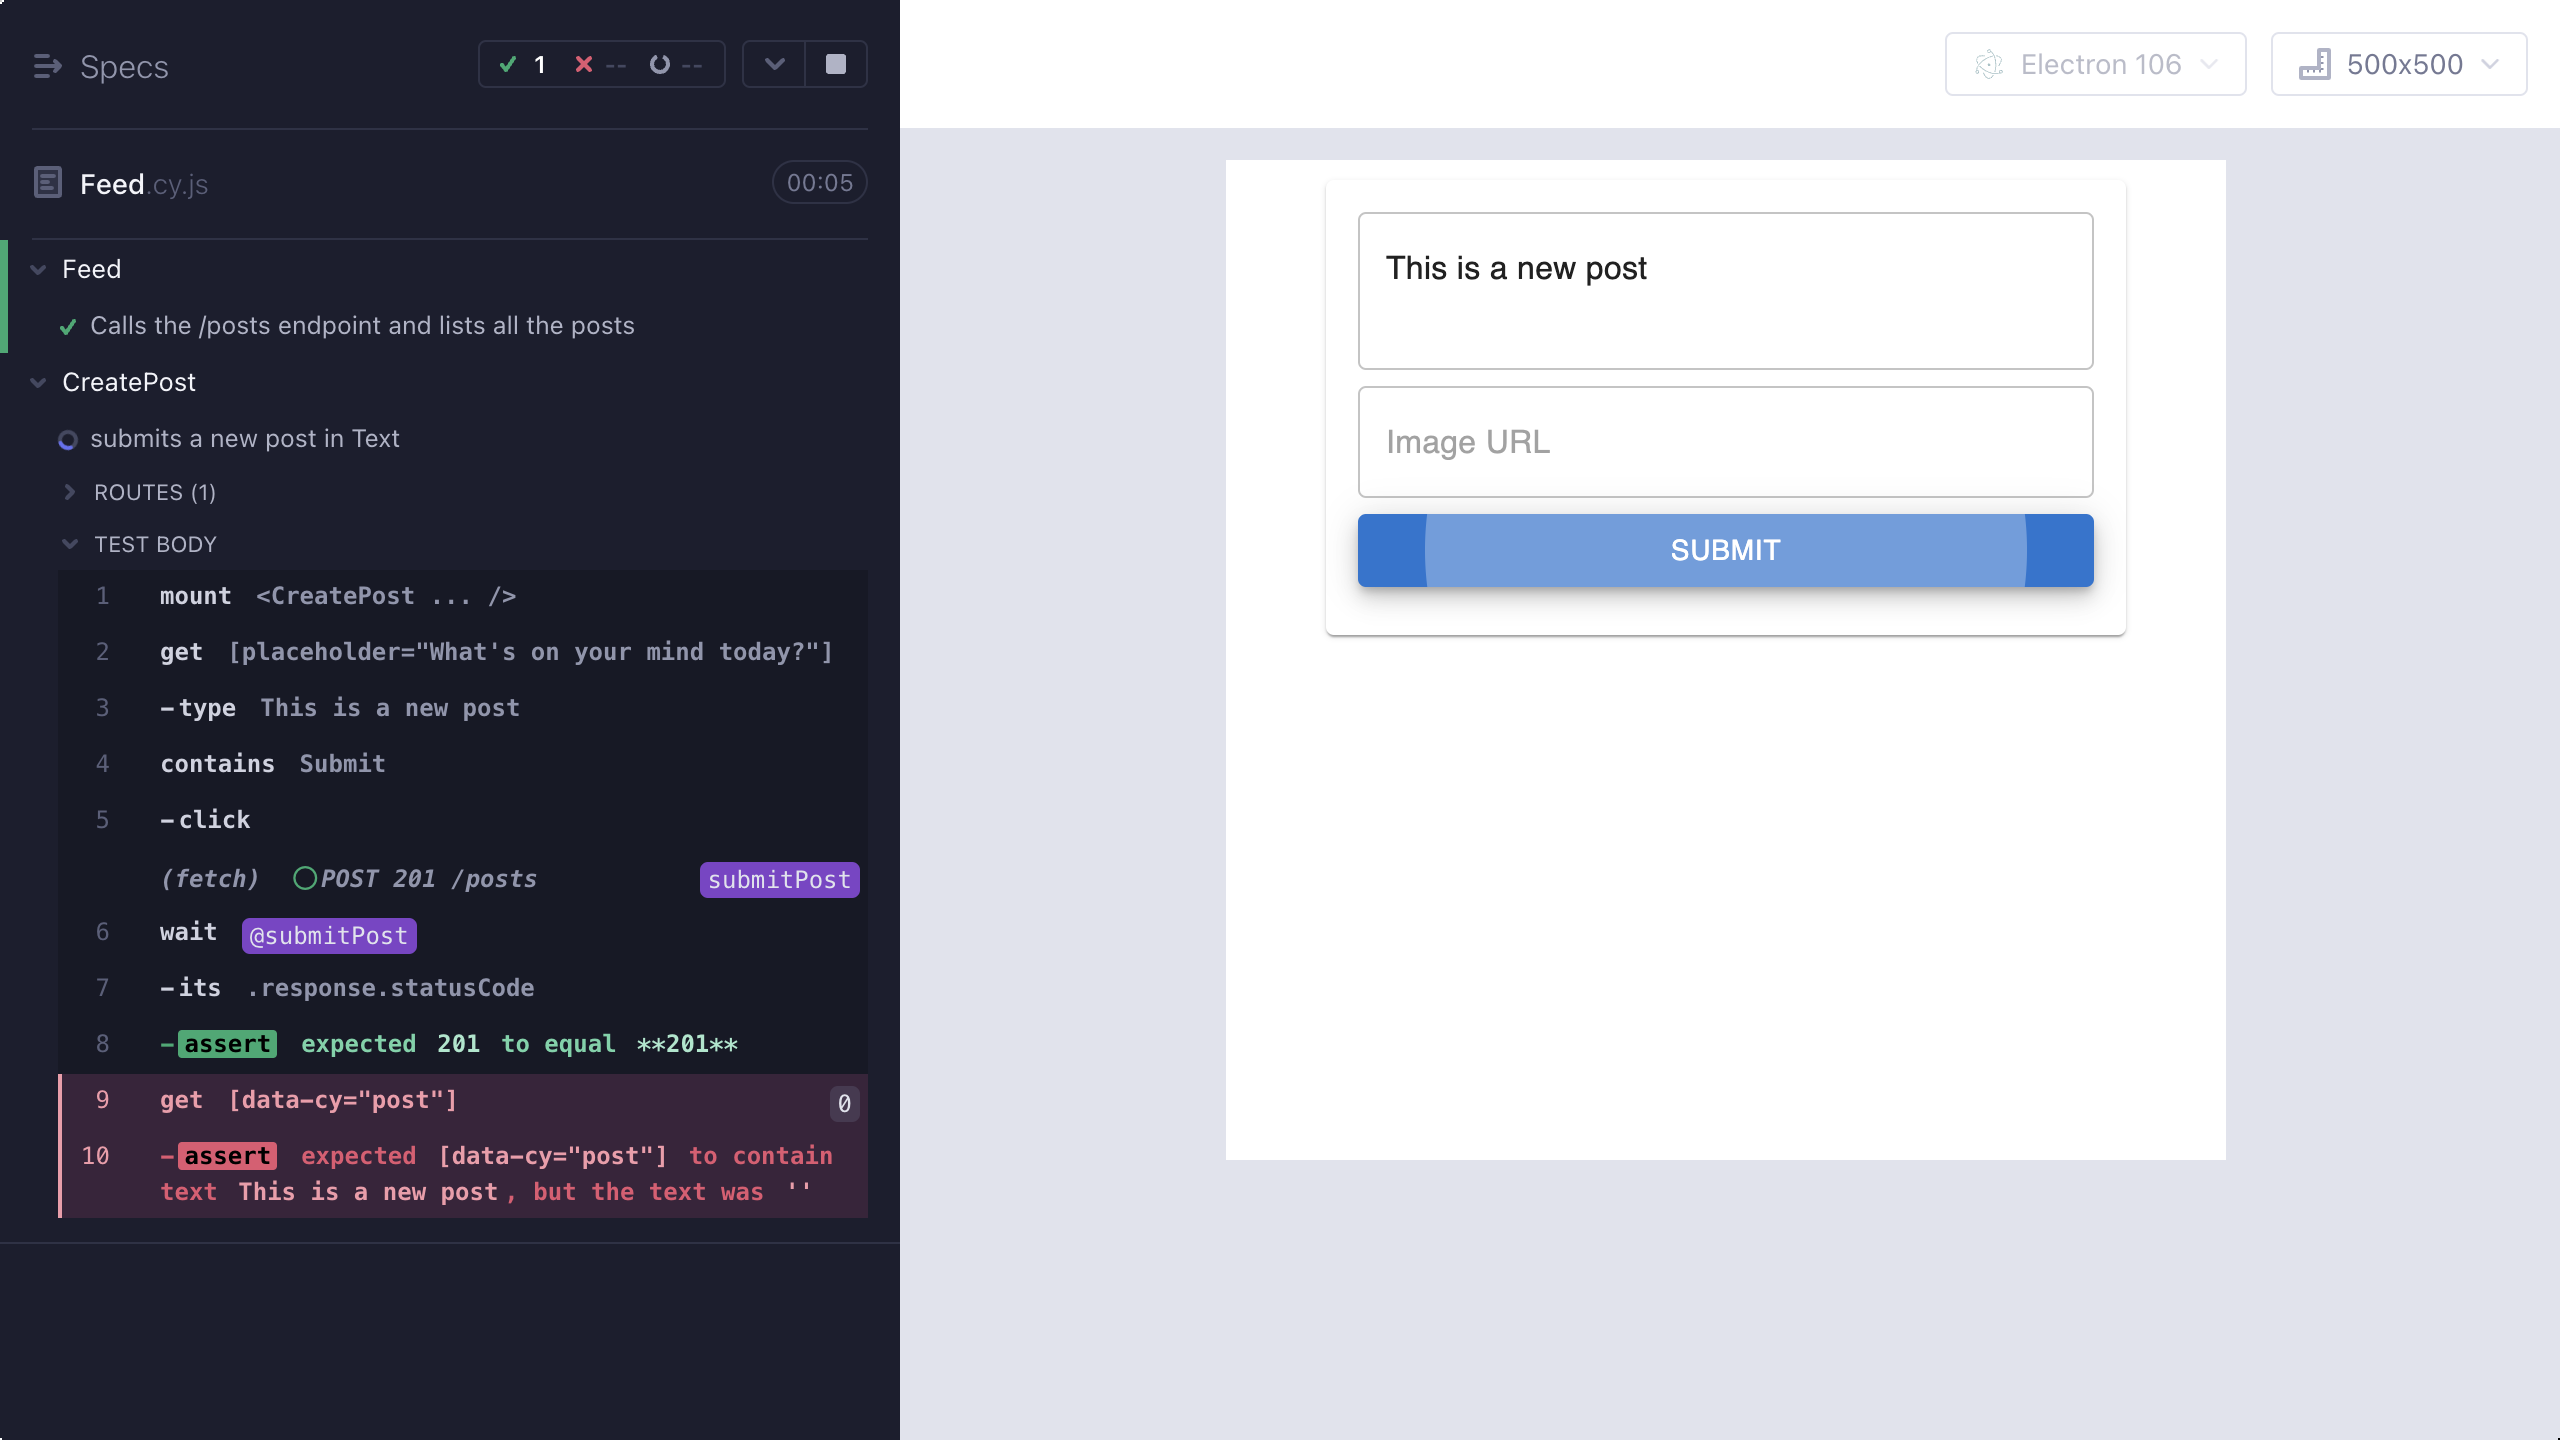 Specs
1 -- --
Feed.cy.js
00:05
Feed
Calls the /posts endpoint and lists all the posts
CreatePost
submits a new post in Text
ROUTES (1)
TEST BODY
1 mount <CreatePost ... />
2 get [placeholder="What's on your mind today?"]
3 -type This is a new post
4 contains Submit
5 -click
(fetch) POST 201 /posts submitPost
6 wait @submitPost
7 -its .response.statusCode
8 -assert expected 201 to equal **201**
9 get [data-cy="post"] 0
10 -assert expected [data-cy="post"] to contain
text This is a new post, but the text was ''
Electron 106
500x500
This is a new post
Image URL
SUBMIT